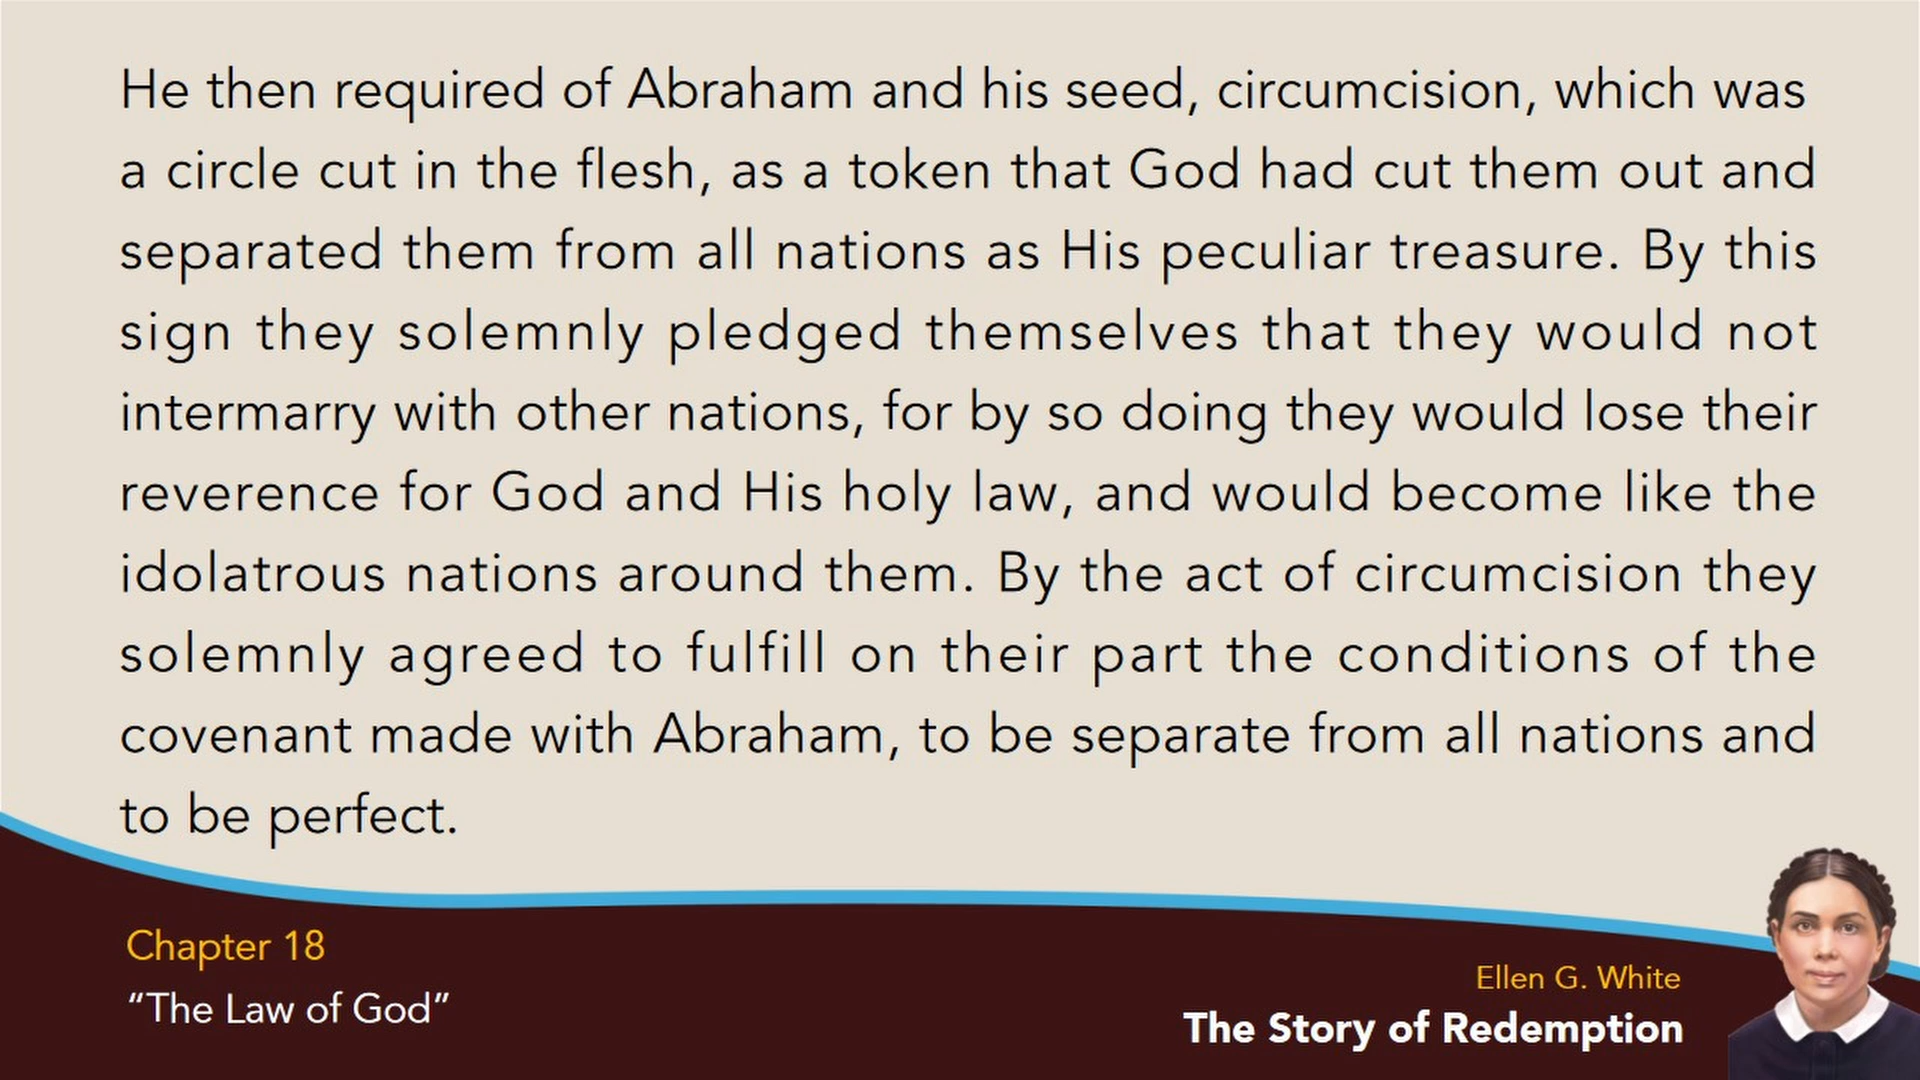 He then required of Abraham and his seed, circumcision, which was
a circle cut in the flesh, as a token that God had cut them out and
separated them from all nations as His peculiar treasure. By this
sign they solemnly pledged themselves that they would not
intermarry with other nations, for by so doing they would lose their
reverence for God and His holy law, and would become like the
idolatrous nations around them. By the act of circumcision they
solemnly agreed to fulfill on their part the conditions of the
covenant made with Abraham, to be separate from all nations and
to be perfect.
Chapter 18
“The Law of God”
Ellen G. White
The Story of Redemption